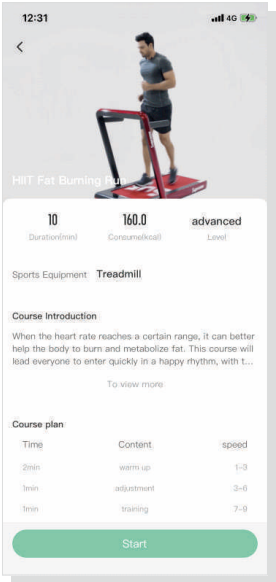 12:31
4G
HIIT Fat Burning Run
10
160.0
advanced
Duration(min)
Consume(kcal)
Level
Sports Equipment Treadmill
Course Introduction
When the heart rate reaches a certain range, it can better
help the body to burn and metabolize fat. This course will
lead everyone to enter quickly in a happy rhythm, with t...
To view more
Course plan
Time Content speed
2min warm up 1-3
1min adjustment 3-6
1min training 7-9
Start